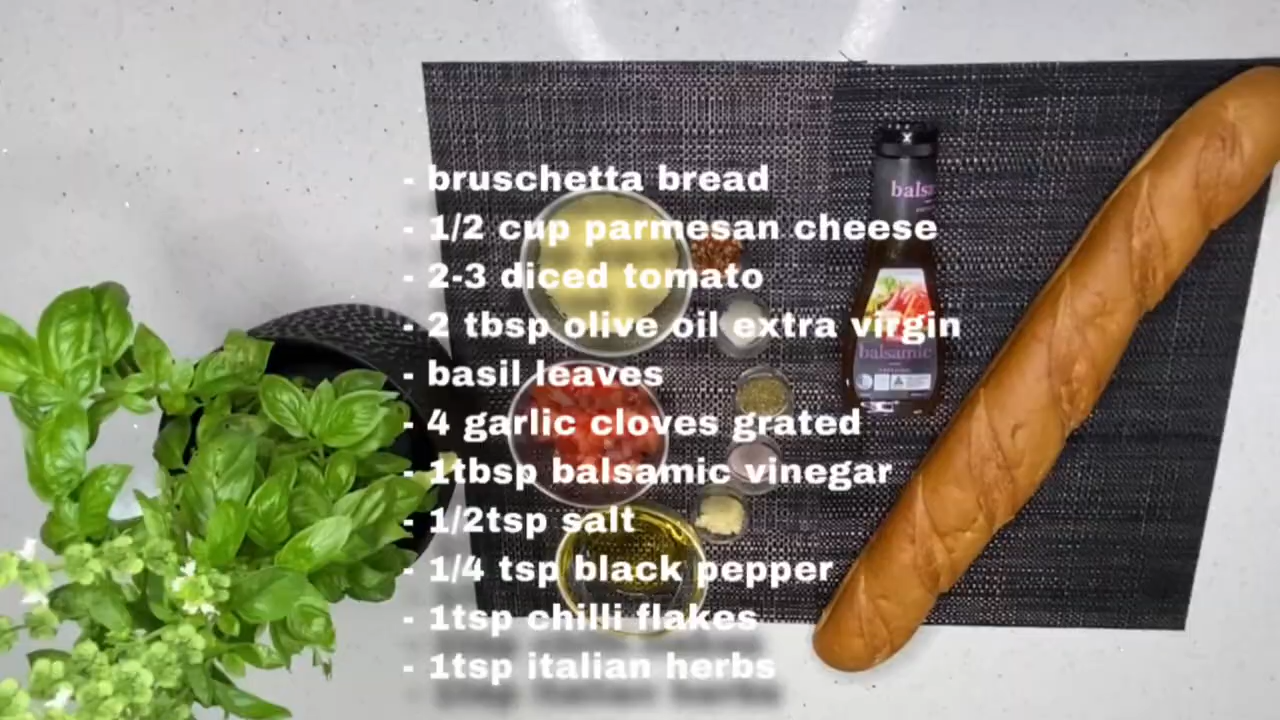 - bruschetta bread
- 1/2 cup parmesan cheese
- 2-3 diced tomato
- 2 tbsp olive oil extra virgin
- basil leaves
- 4 garlic cloves grated
- 1tbsp balsamic vinegar
- 1/2tsp salt
- 1/4 tsp black pepper
- 1tsp chilli flakes
- 1tsp italian herbs
balsamic